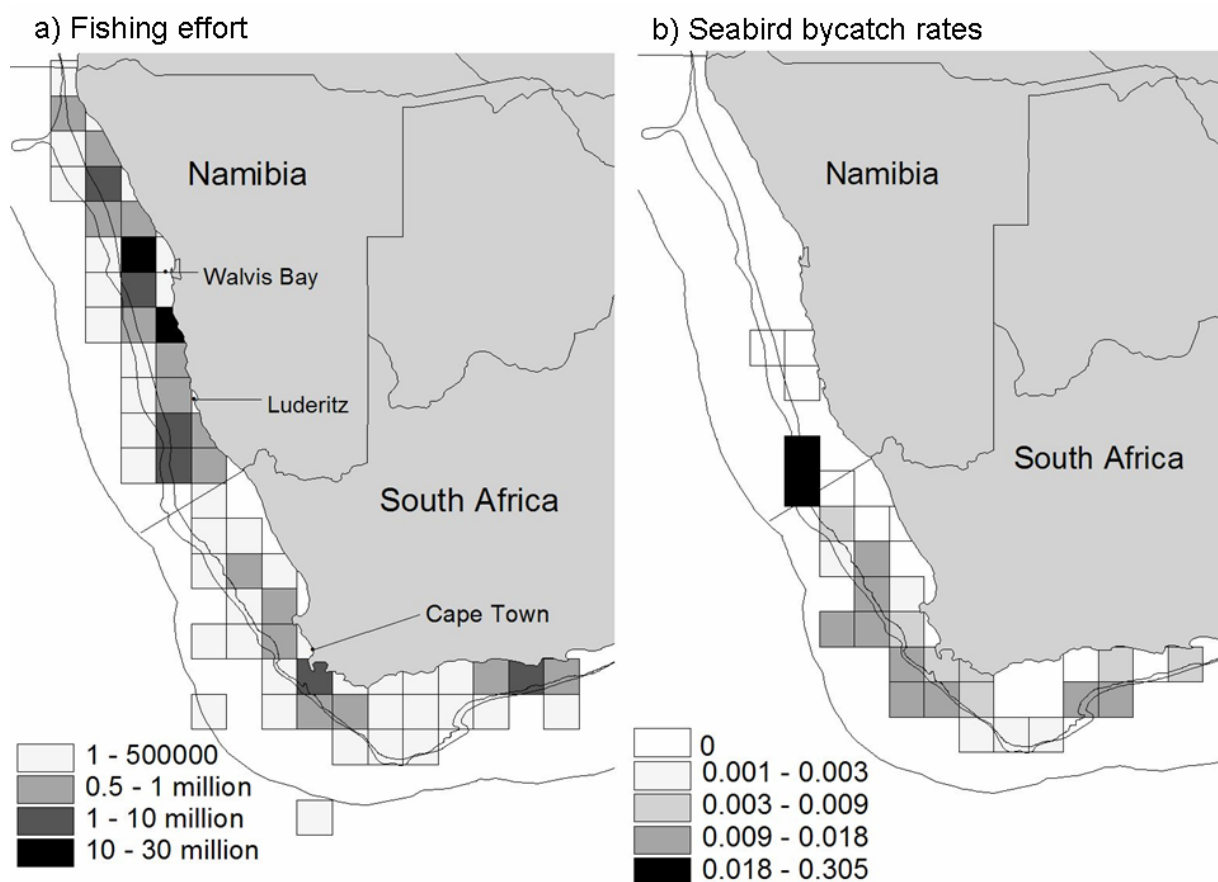 a) Fishing effort
Namibia
Walvis Bay
Luderitz
South Africa
Cape Town
1 - 500000
0.5 - 1 million
1 - 10 million
10 - 30 million
b) Seabird bycatch rates
Namibia
South Africa
0
0.001 - 0.003
0.003 - 0.009
0.009 - 0.018
0.018 - 0.305